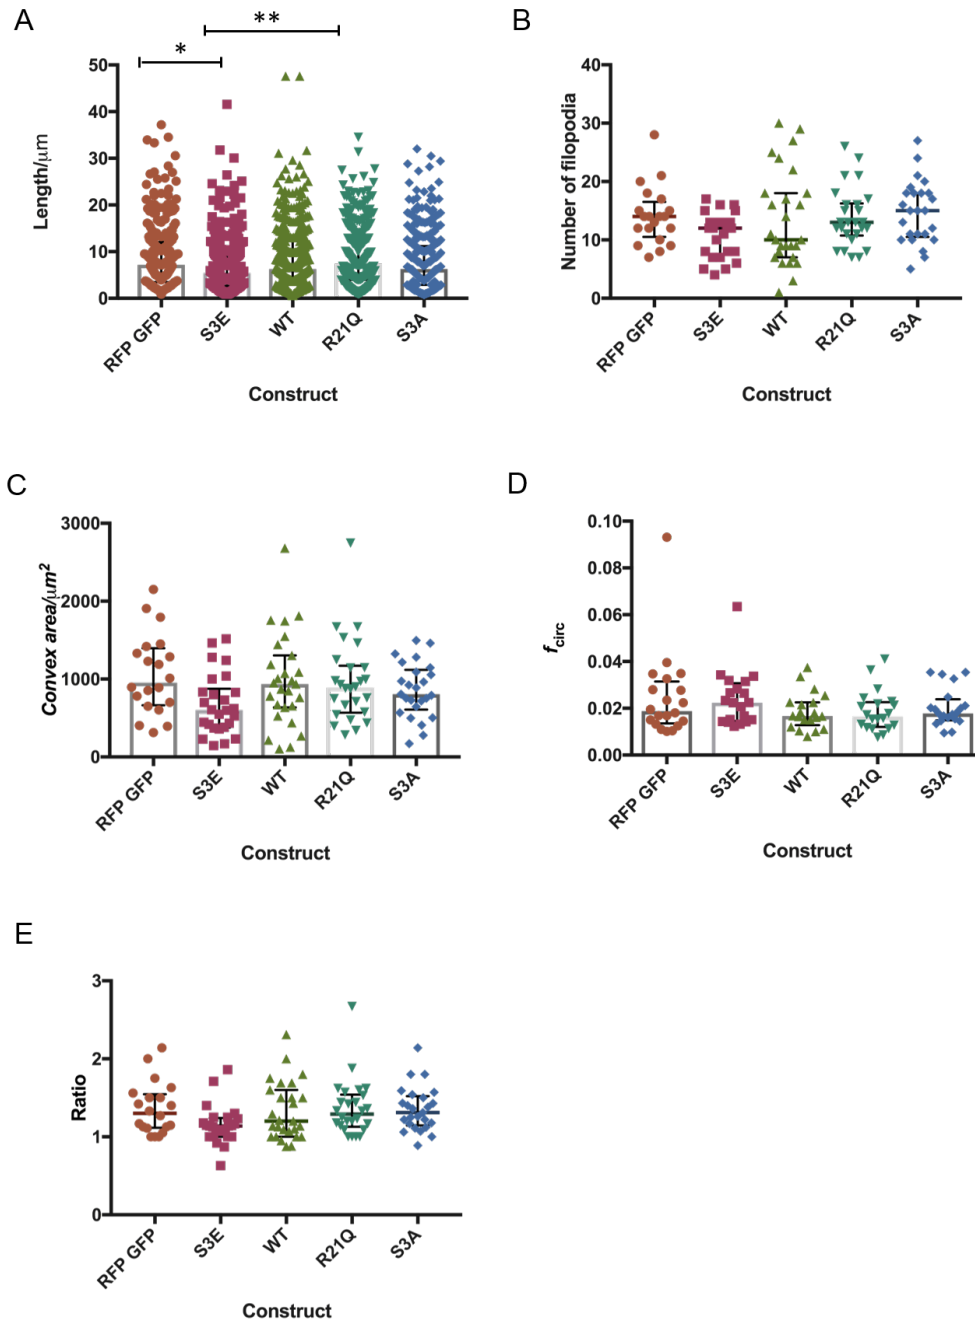 A
*
**
Length/μm
50
40
30
20
10
0
RFP GFP
S3E
WT
R21Q
S3A
Construct
B
Number of filopodia
40
30
20
10
0
RFP GFP
S3E
WT
R21Q
S3A
Construct
C
Convex area/μm²
3000
2000
1000
0
RFP GFP
S3E
WT
R21Q
S3A
Construct
D
fcirc
0.10
0.08
0.06
0.04
0.02
0.00
RFP GFP
S3E
WT
R21Q
S3A
Construct
E
Ratio
3
2
1
0
RFP GFP
S3E
WT
R21Q
S3A
Construct